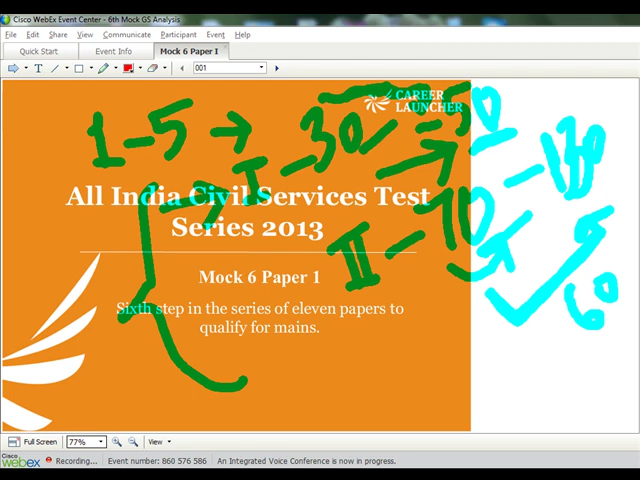 Cisco WebEx Event Center - 6th Mock GS Analysis
File Edit Share View Communicate Participant Event Help
Quick Start Event Info Mock 6 Paper I
T 001
CAREER
LAUNCHER
1 - 5 → I - 30 - 50
- 130
II - 70
60
All India Civil Services Test
Series 2013
Mock 6 Paper 1
Sixth step in the series of eleven papers to
qualify for mains.
Full Screen 77% View
Cisco
webex Recording... Event number: 860 576 586 An Integrated Voice Conference is now in progress.